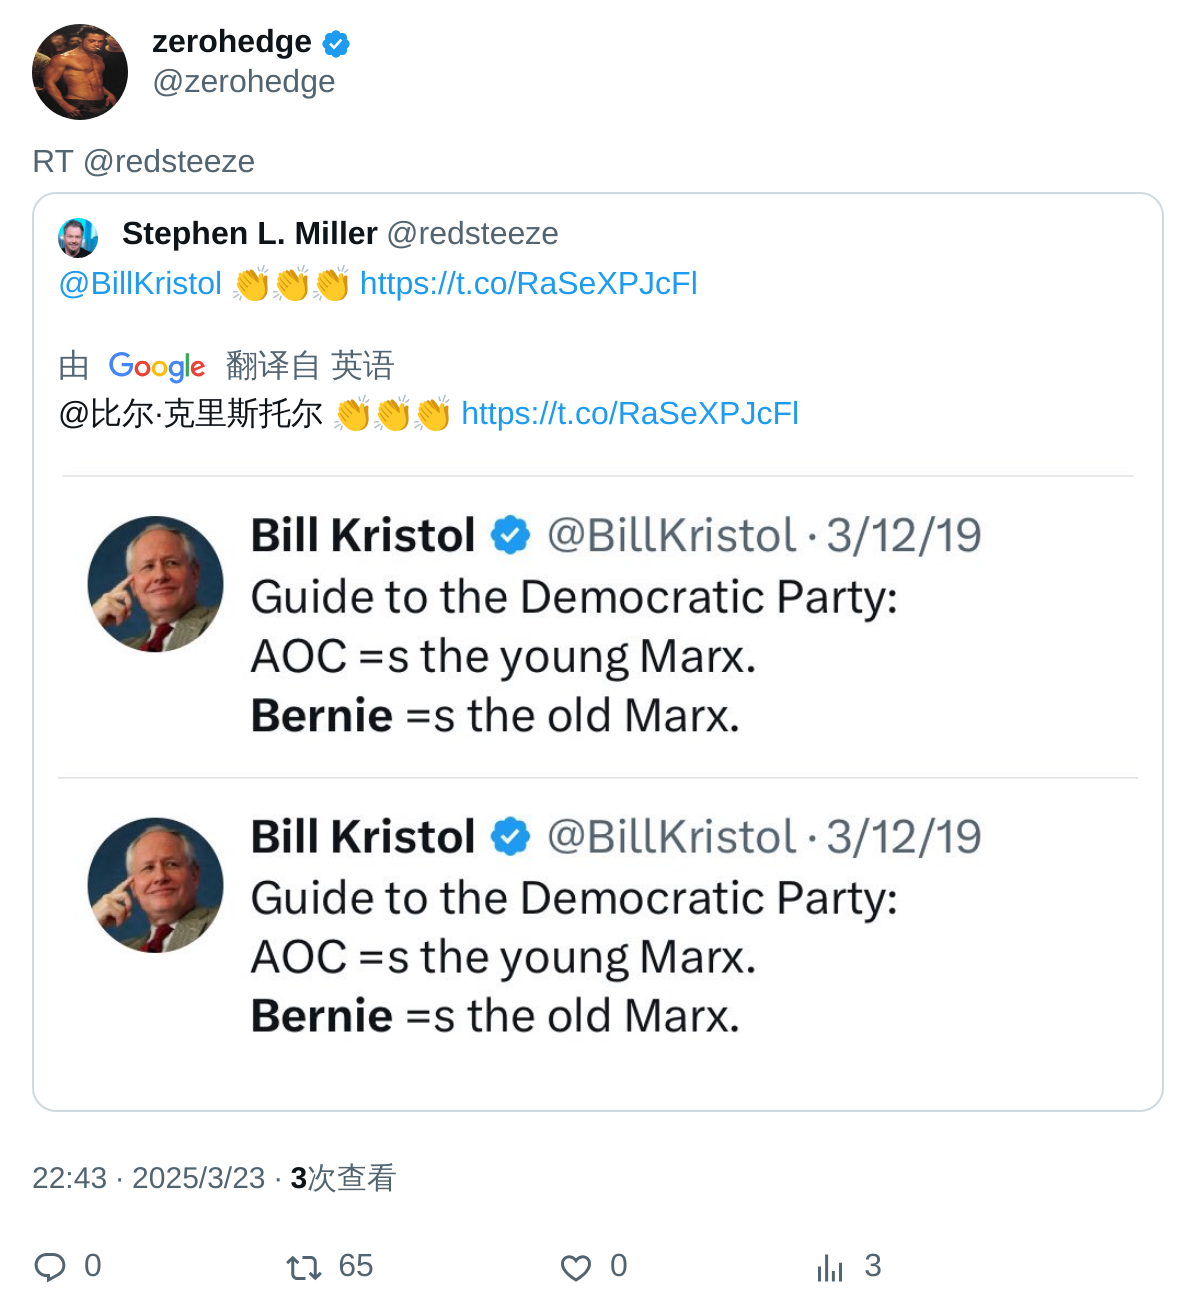 zerohedge
@zerohedge
RT @redsteeze
Stephen L. Miller @redsteeze
@BillKristol 👏👏👏 https://t.co/RaSeXPJcFl
由 Google 翻译自 英语
@比尔·克里斯托尔 👏👏👏 https://t.co/RaSeXPJcFl
Bill Kristol @BillKristol · 3/12/19
Guide to the Democratic Party:
AOC =s the young Marx.
Bernie =s the old Marx.
Bill Kristol @BillKristol · 3/12/19
Guide to the Democratic Party:
AOC =s the young Marx.
Bernie =s the old Marx.
22:43 · 2025/3/23 · 3次查看
0 65 0 3